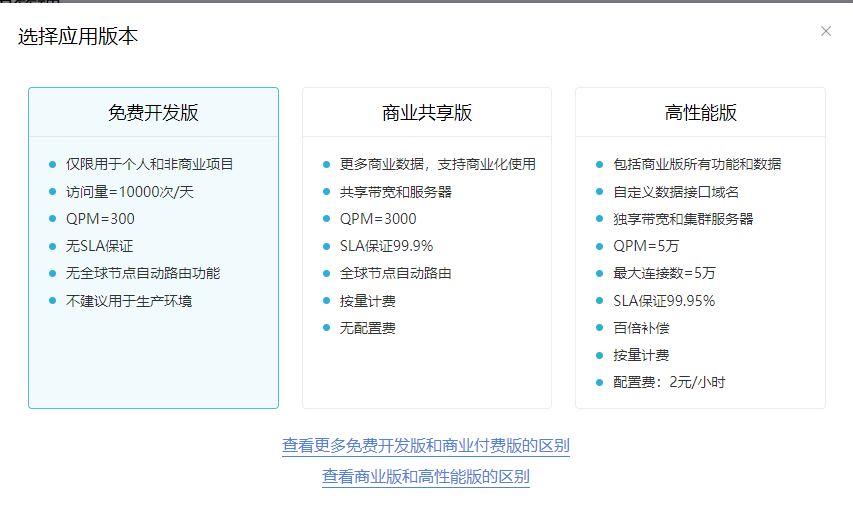 选择应用版本
免费开发版
仅限用于个人和非商业项目
访问量=10000次/天
QPM=300
无SLA保证
无全球节点自动路由功能
不建议用于生产环境
商业共享版
更多商业数据，支持商业化使用
共享带宽和服务器
QPM=3000
SLA保证99.9%
全球节点自动路由
按量计费
无配置费
高性能版
包括商业版所有功能和数据
自定义数据接口域名
独享带宽和集群服务器
QPM=5万
最大连接数=5万
SLA保证99.95%
百倍补偿
按量计费
配置费：2元/小时
查看更多免费开发版和商业付费版的区别
查看商业版和高性能版的区别